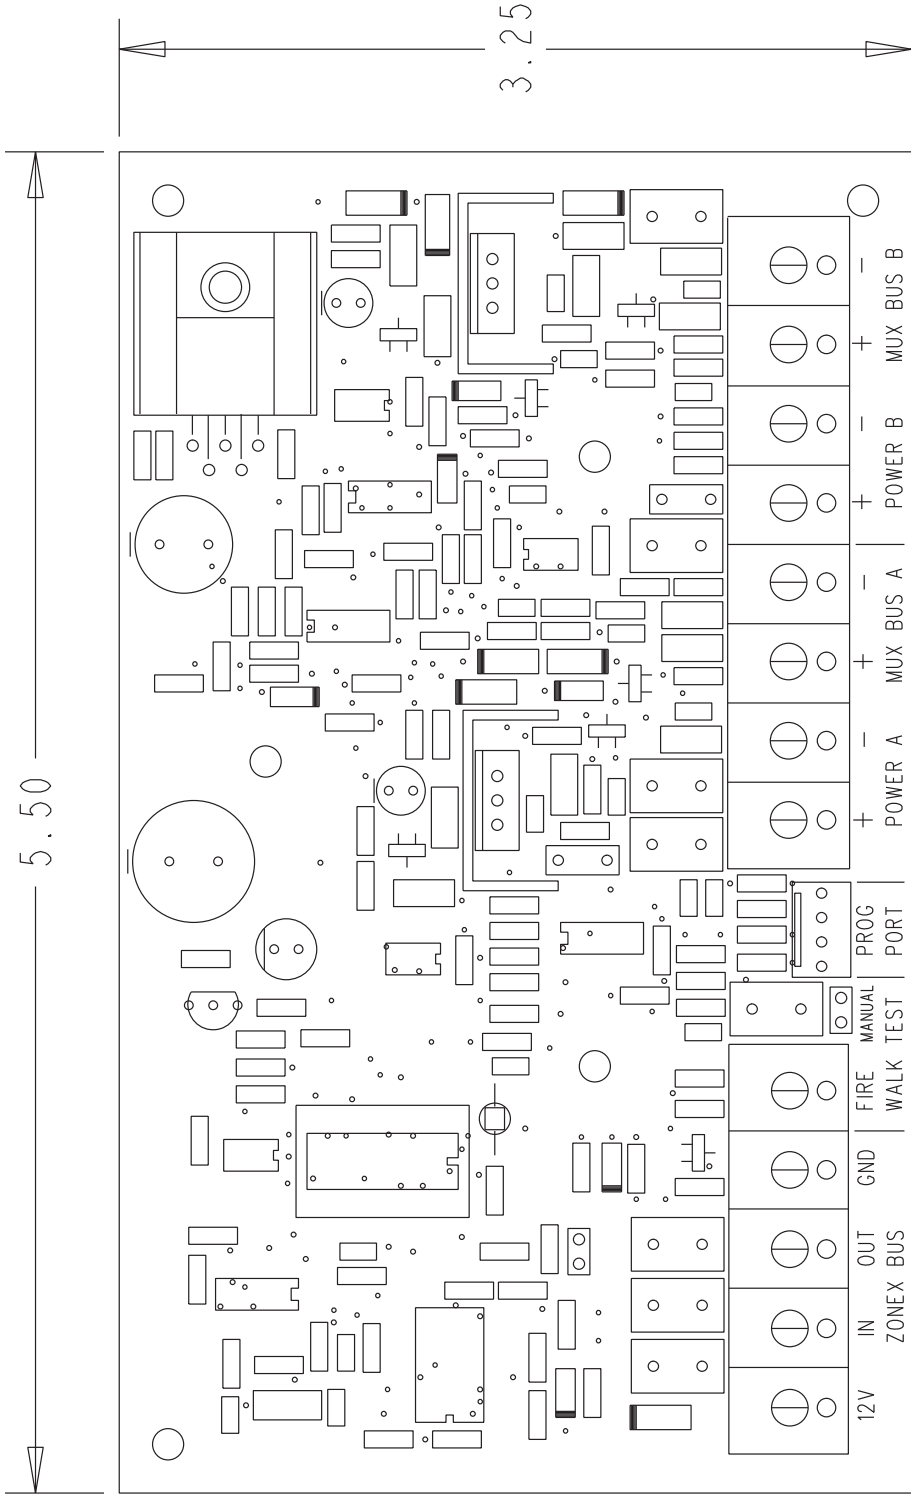 3.25
5.50
− MUX BUS B
+
− POWER B
+
− MUX BUS A
+
− POWER A
+
PROG
PORT
MANUAL
WALK TEST
FIRE
GND
OUT
ZONEX BUS
IN
12V